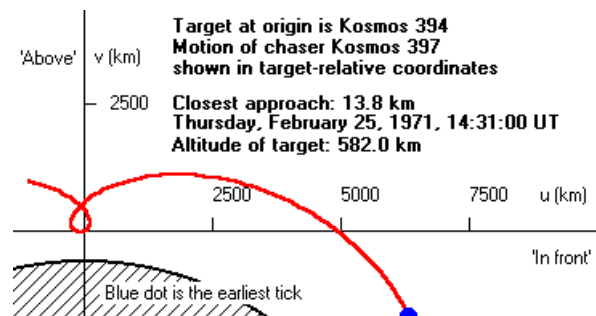 Target at origin is Kosmos 394
Motion of chaser Kosmos 397
shown in target-relative coordinates
'Above' v (km)
2500
Closest approach: 13.8 km
Thursday, February 25, 1971, 14:31:00 UT
Altitude of target: 582.0 km
2500 5000 7500 u (km)
'In front'
Blue dot is the earliest tick